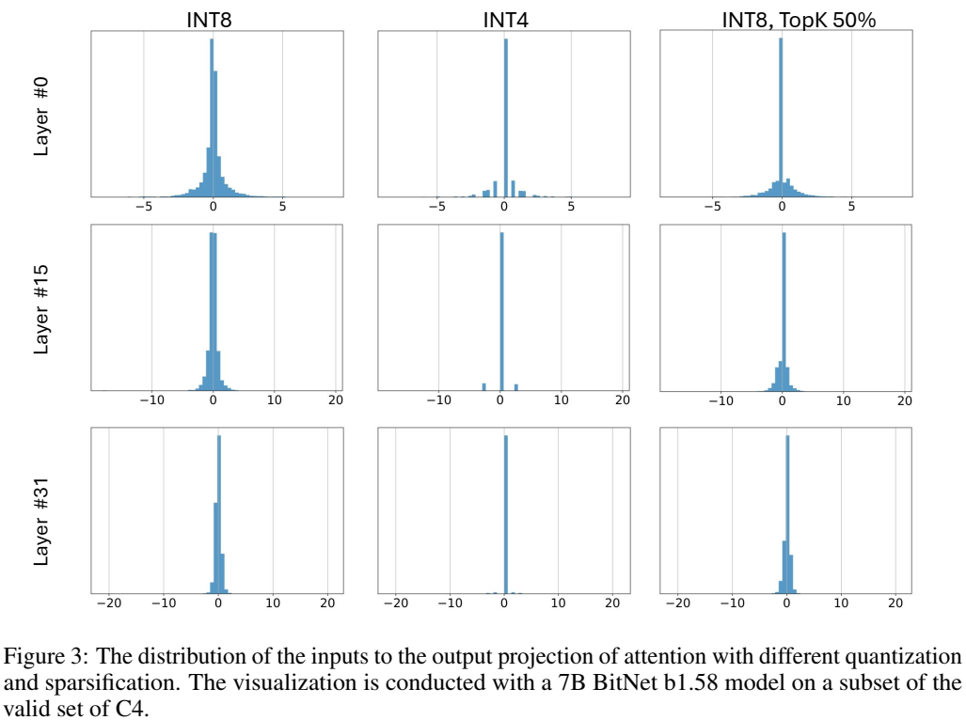 INT8 INT4 INT8, TopK 50%
Layer #0
−5 0 5 −5 0 5 −5 0 5
Layer #15
−10 0 10 20 −10 0 10 20 −10 0 10 20
Layer #31
−20 −10 0 10 20 −20 −10 0 10 20 −20 −10 0 10 20
Figure 3: The distribution of the inputs to the output projection of attention with different quantization
and sparsification. The visualization is conducted with a 7B BitNet b1.58 model on a subset of the
valid set of C4.